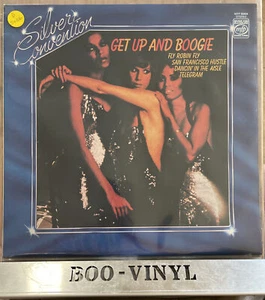 Silver
Convention
GET UP AND BOOGIE
FLY ROBIN FLY
SAN FRANCISCO HUSTLE
DANCIN' IN THE AISLE
TELEGRAM
mfp
BOO-VINYL